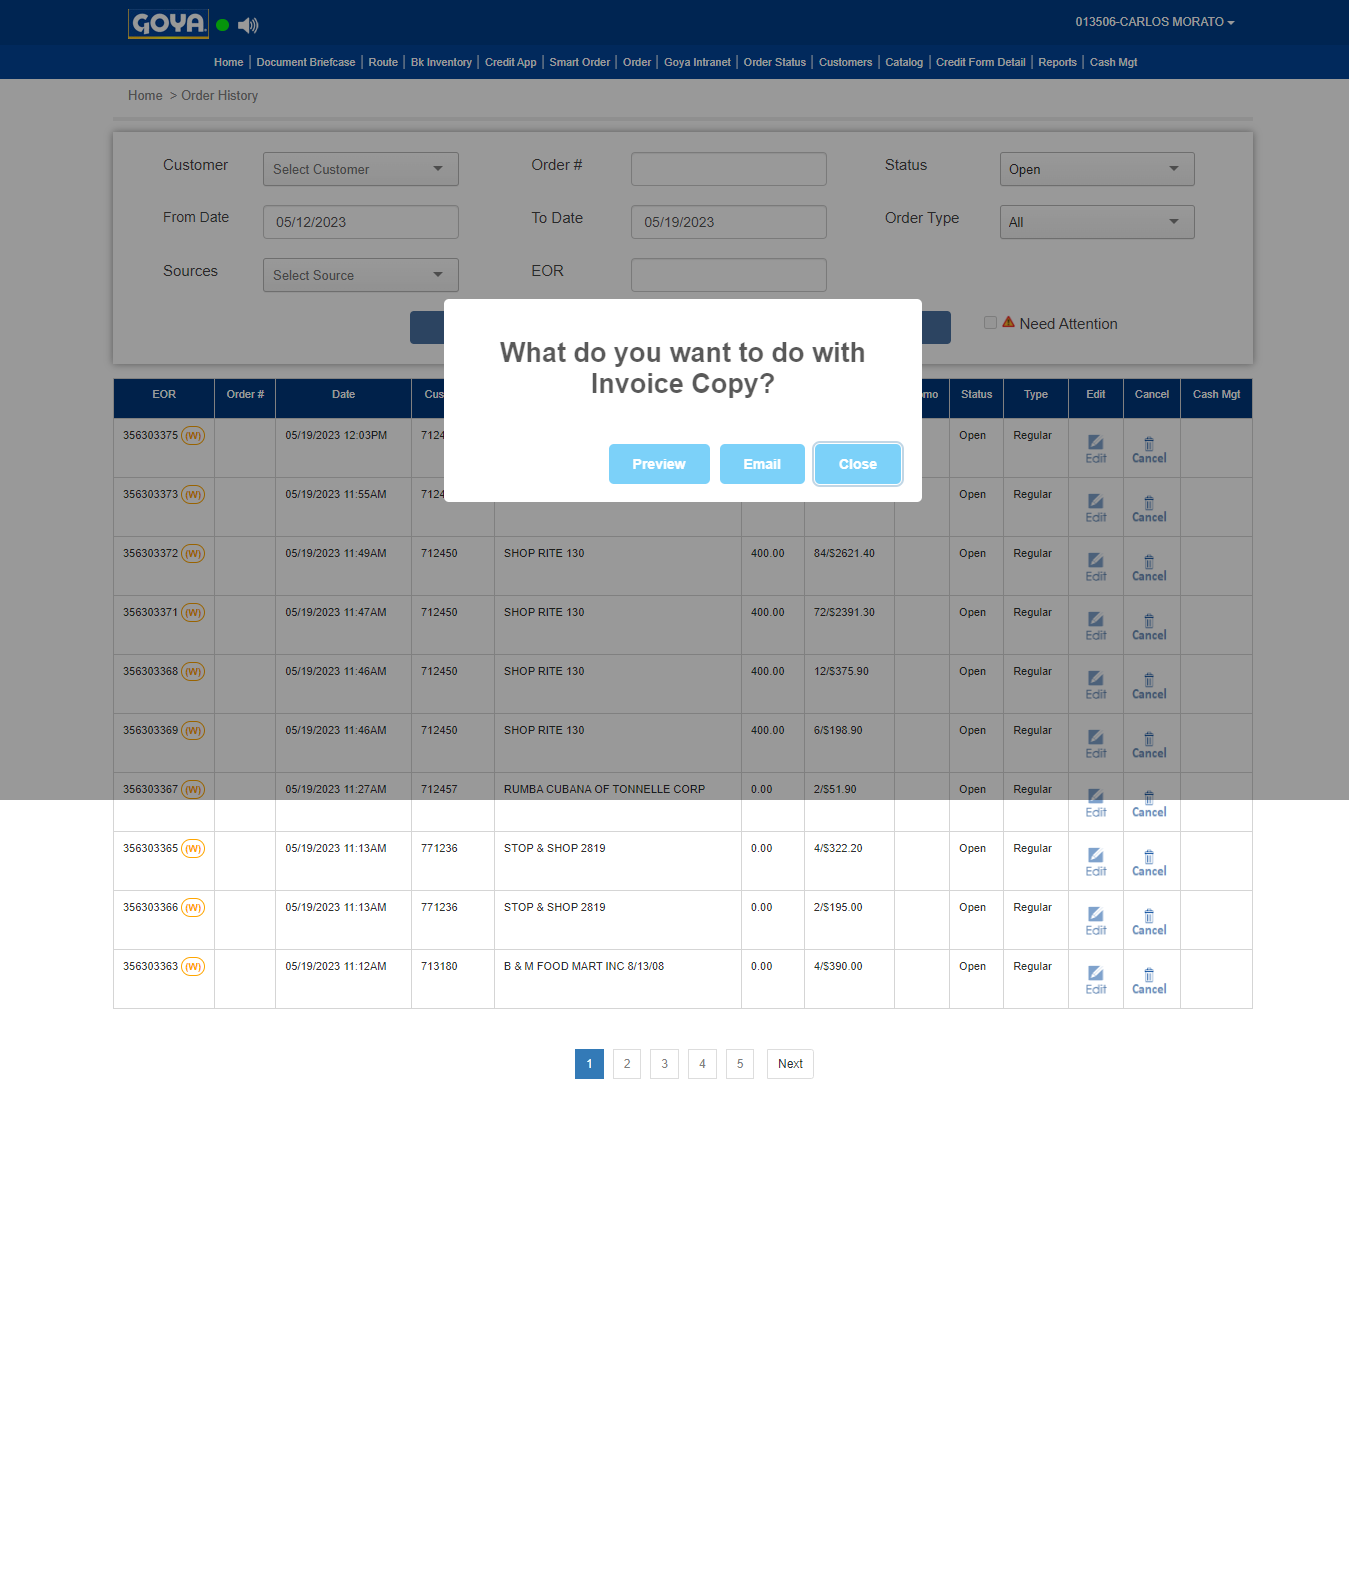 GOYA
013506-CARLOS MORATO
Home | Document Briefcase | Route | Bk Inventory | Credit App | Smart Order | Order | Goya Intranet | Order Status | Customers | Catalog | Credit Form Detail | Reports | Cash Mgt
Home > Order History
Customer Select Customer Order # Status Open
From Date 05/12/2023 To Date 05/19/2023 Order Type All
Sources Select Source EOR
Need Attention
What do you want to do with
Invoice Copy?
Preview Email Close
EOR Order # Date Status Type Edit Cancel Cash Mgt
356303375 (W) 05/19/2023 12:03PM Open Regular Edit Cancel
356303373 (W) 05/19/2023 11:55AM Open Regular Edit Cancel
356303372 (W) 05/19/2023 11:49AM 712450 SHOP RITE 130 400.00 84/$2621.40 Open Regular Edit Cancel
356303371 (W) 05/19/2023 11:47AM 712450 SHOP RITE 130 400.00 72/$2391.30 Open Regular Edit Cancel
356303368 (W) 05/19/2023 11:46AM 712450 SHOP RITE 130 400.00 12/$375.90 Open Regular Edit Cancel
356303369 (W) 05/19/2023 11:46AM 712450 SHOP RITE 130 400.00 6/$198.90 Open Regular Edit Cancel
356303367 (W) 05/19/2023 11:27AM 712457 RUMBA CUBANA OF TONNELLE CORP 0.00 2/$51.90 Open Regular Edit Cancel
356303365 (W) 05/19/2023 11:13AM 771236 STOP & SHOP 2819 0.00 4/$322.20 Open Regular Edit Cancel
356303366 (W) 05/19/2023 11:13AM 771236 STOP & SHOP 2819 0.00 2/$195.00 Open Regular Edit Cancel
356303363 (W) 05/19/2023 11:12AM 713180 B & M FOOD MART INC 8/13/08 0.00 4/$390.00 Open Regular Edit Cancel
1 2 3 4 5 Next